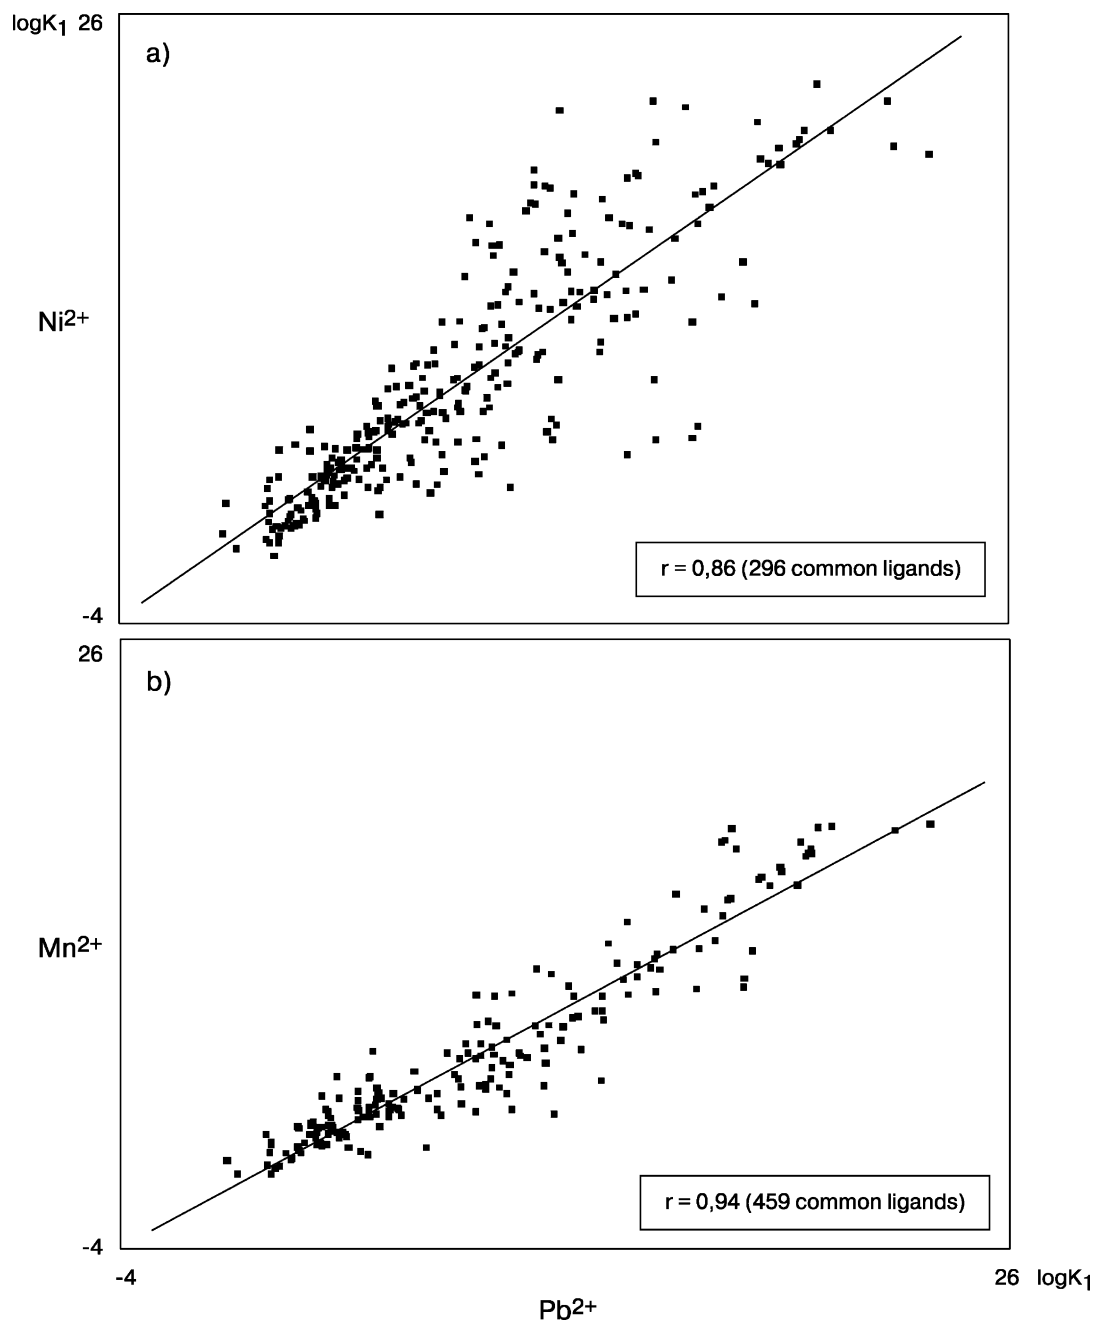 logK1 26
a)
Ni2+
r = 0,86 (296 common ligands)
-4
26
b)
Mn2+
r = 0,94 (459 common ligands)
-4
-4 26 logK1
Pb2+